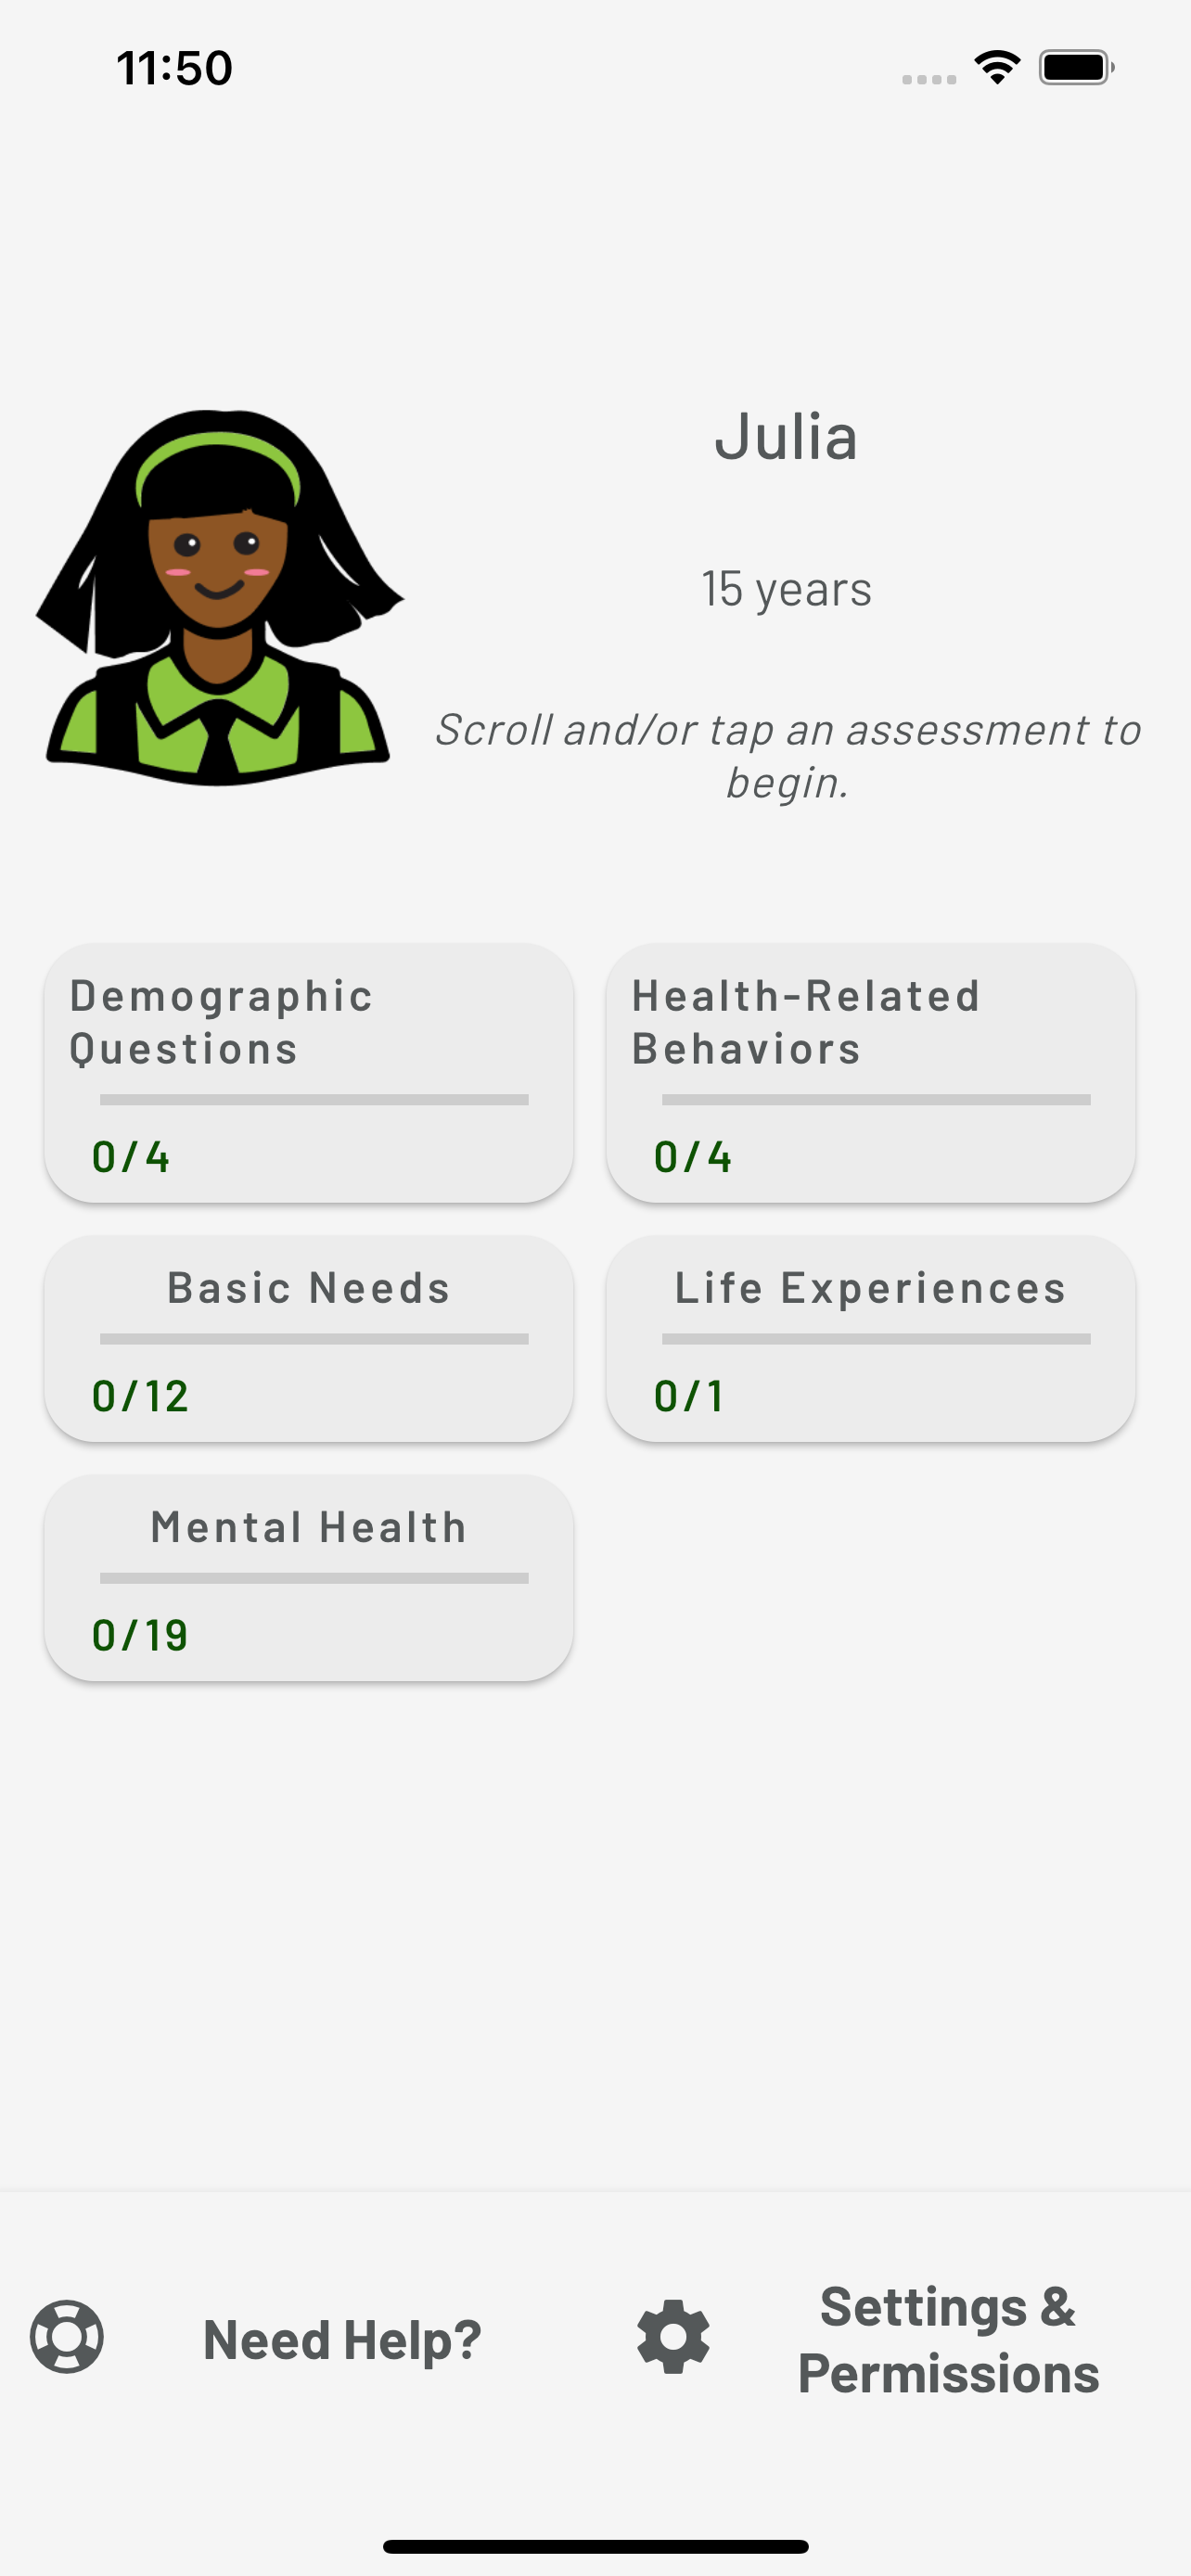 11:50
Julia
15 years
Scroll and/or tap an assessment to
begin.
Demographic
Questions
0/4
Health-Related
Behaviors
0/4
Basic Needs
0/12
Life Experiences
0/1
Mental Health
0/19
Need Help?
Settings &
Permissions